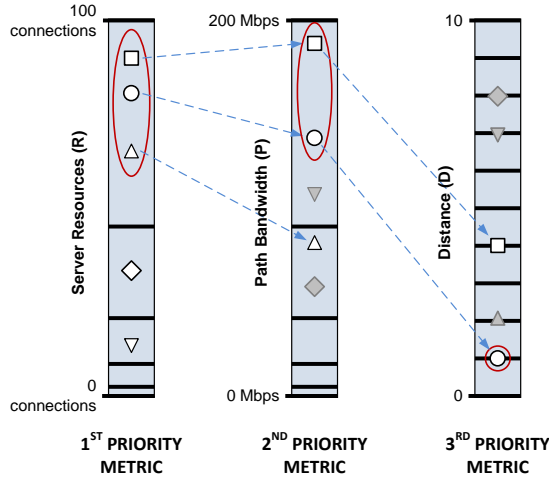 100
connections
200 Mbps
10
Server Resources (R)
Path Bandwidth (P)
Distance (D)
0
connections
0 Mbps
0
1ST PRIORITY
METRIC
2ND PRIORITY
METRIC
3RD PRIORITY
METRIC